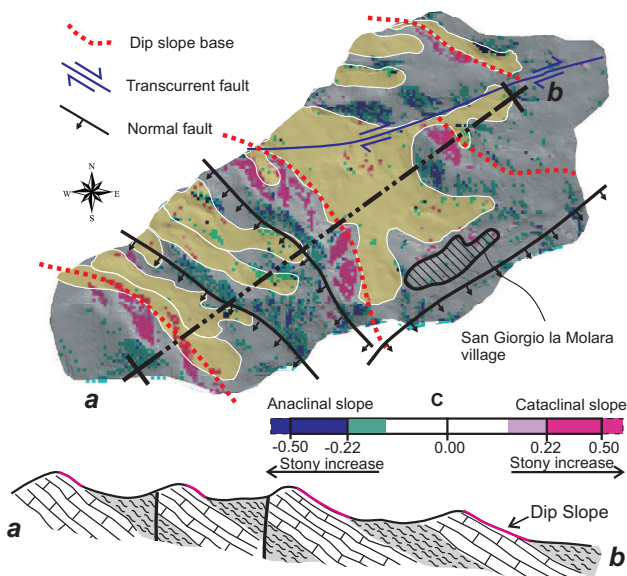 Dip slope base
Transcurrent fault
Normal fault
N
W E
S
b
a
San Giorgio la Molara
village
C
Anaclinal slope Cataclinal slope
-0.50 -0.22 0.00 0.22 0.50
Stony increase Stony increase
Dip Slope
a
b